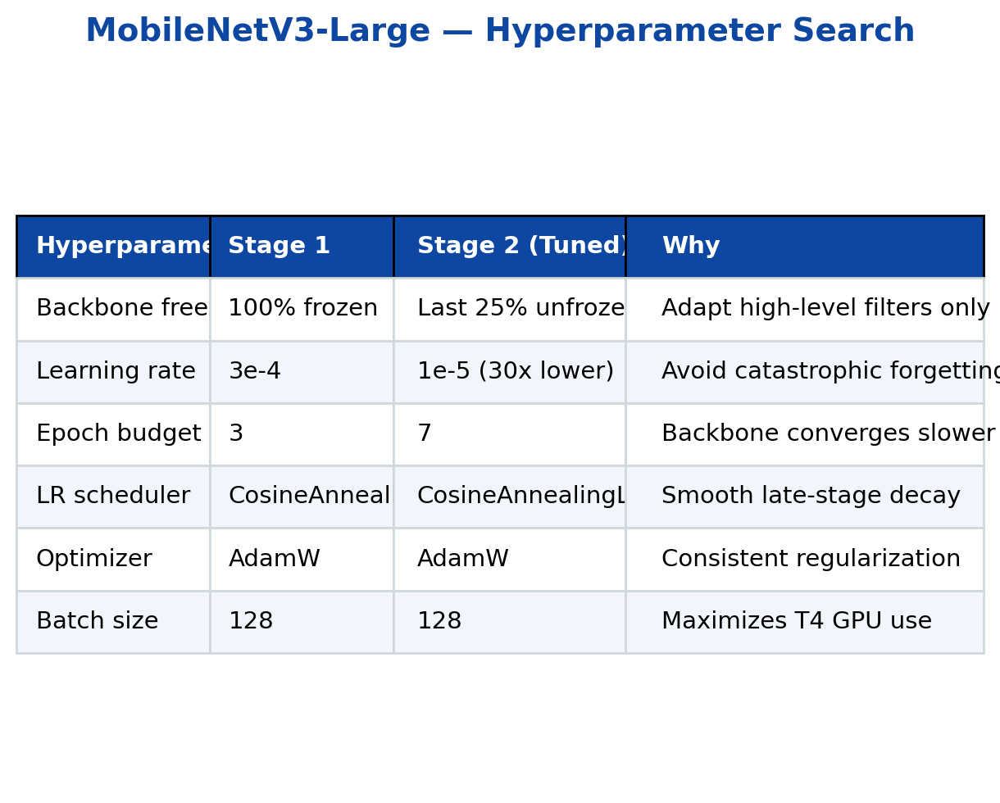 MobileNetV3-Large — Hyperparameter Search
Hyperparame Stage 1 Stage 2 (Tuned) Why
Backbone free 100% frozen Last 25% unfroze Adapt high-level filters only
Learning rate 3e-4 1e-5 (30x lower) Avoid catastrophic forgetting
Epoch budget 3 7 Backbone converges slower
LR scheduler CosineAnneali CosineAnnealingL Smooth late-stage decay
Optimizer AdamW AdamW Consistent regularization
Batch size 128 128 Maximizes T4 GPU use